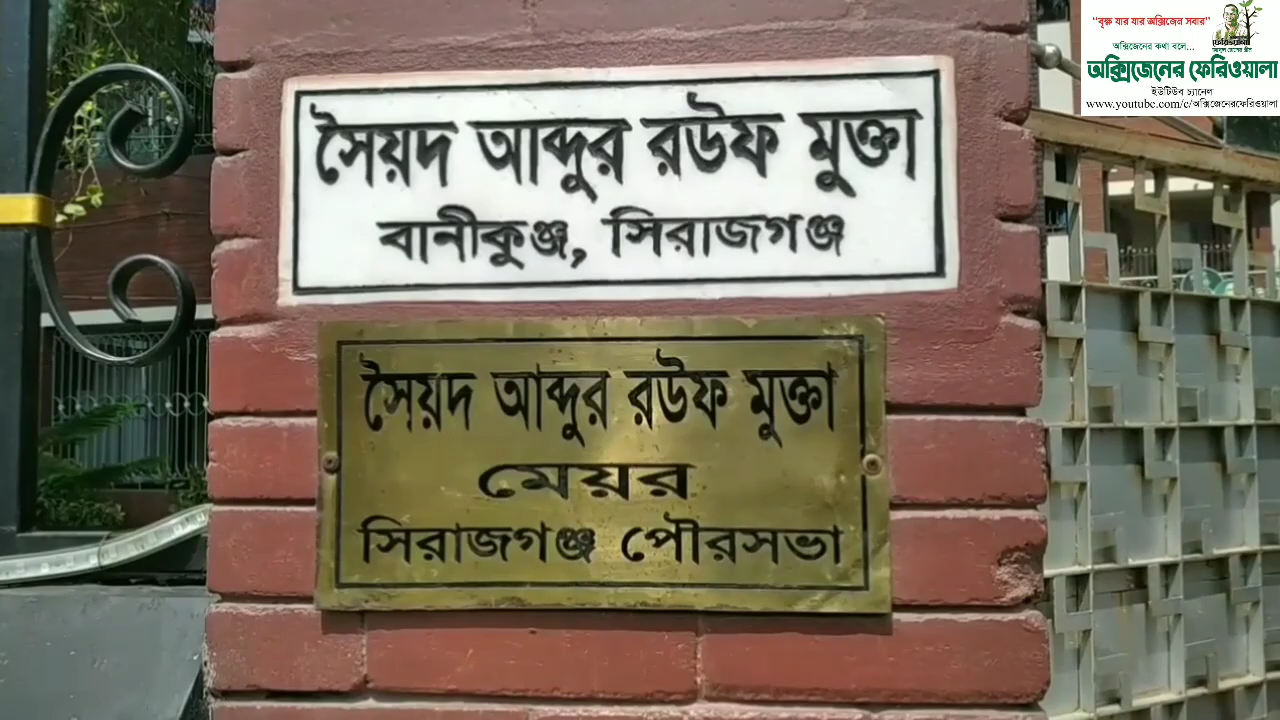 "বৃক্ষ যার যার অক্সিজেন সবার"
ফেরিওয়ালা
অক্সিজেনের কথা বলে...
অক্সিজেনের ফেরিওয়ালা
ইউটিউব চ্যানেল
www.youtube.com/c/অক্সিজেনেরফেরিওয়ালা
সৈয়দ আব্দুর রউফ মুক্তা
বানীকুঞ্জ, সিরাজগঞ্জ
সৈয়দ আব্দুর রউফ মুক্তা
মেয়র
সিরাজগঞ্জ পৌরসভা